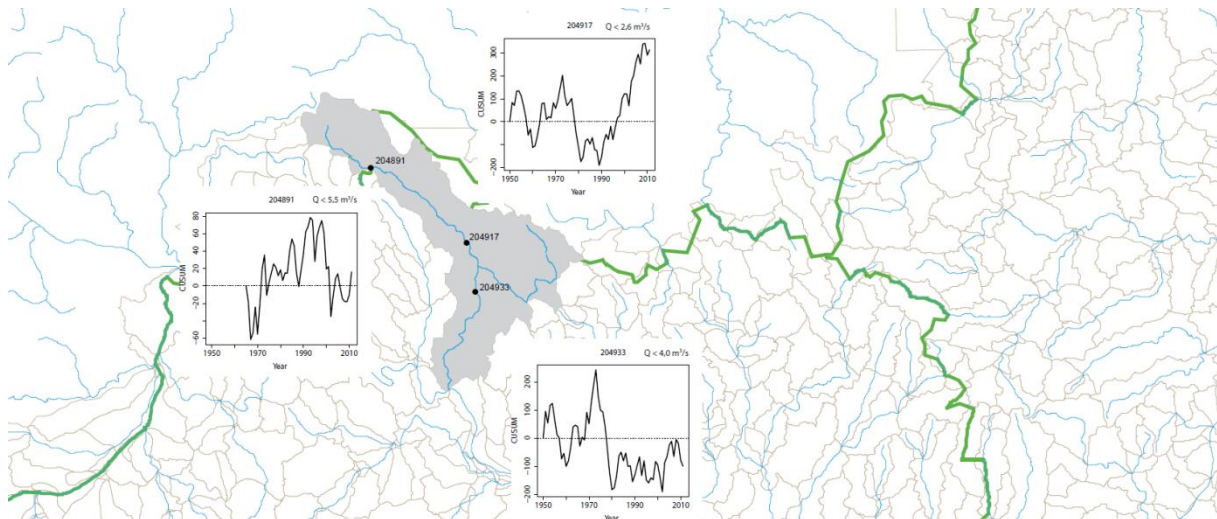 204917 Q < 2,6 m³/s
CUSUM
300
200
100
0
−200
1950 1970 1990 2010
Year
204891
204891 Q < 5,5 m³/s
CUSUM
80
60
40
20
0
−20
−60
1950 1970 1990 2010
Year
204917
204933
204933 Q < 4,0 m³/s
CUSUM
200
100
0
−100
−200
1950 1970 1990 2010
Year